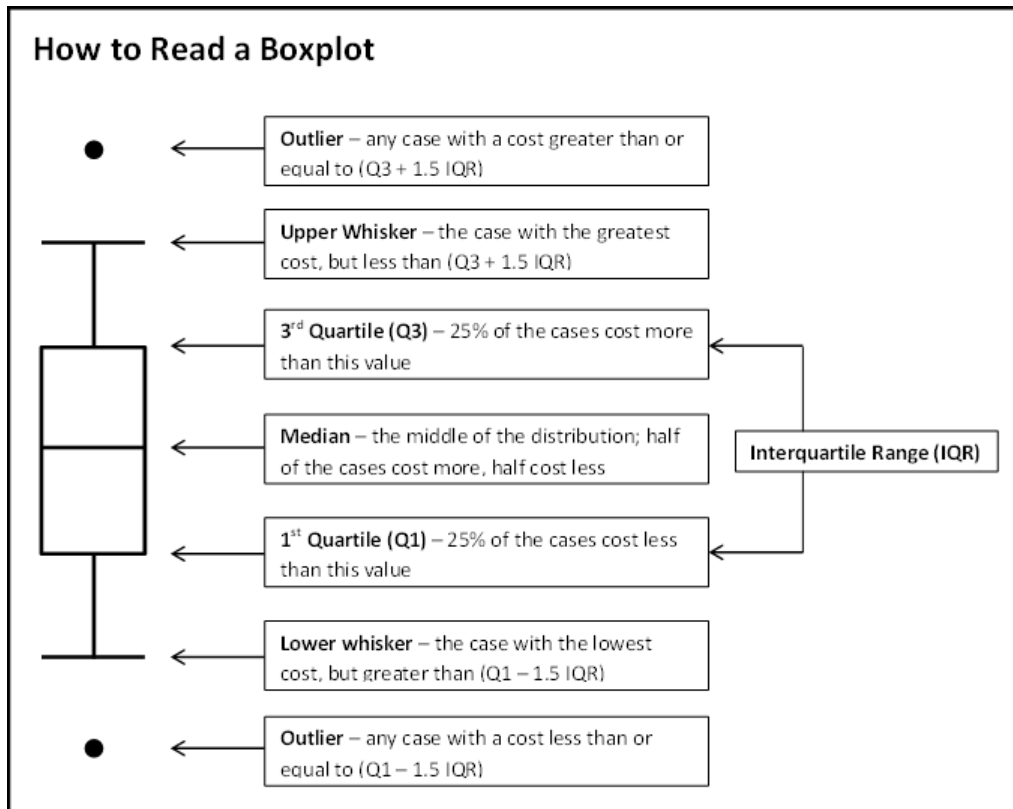 How to Read a Boxplot
Outlier – any case with a cost greater than or
equal to (Q3 + 1.5 IQR)
Upper Whisker – the case with the greatest
cost, but less than (Q3 + 1.5 IQR)
3rd Quartile (Q3) – 25% of the cases cost more
than this value
Median – the middle of the distribution; half
of the cases cost more, half cost less
Interquartile Range (IQR)
1st Quartile (Q1) – 25% of the cases cost less
than this value
Lower whisker – the case with the lowest
cost, but greater than (Q1 – 1.5 IQR)
Outlier – any case with a cost less than or
equal to (Q1 – 1.5 IQR)